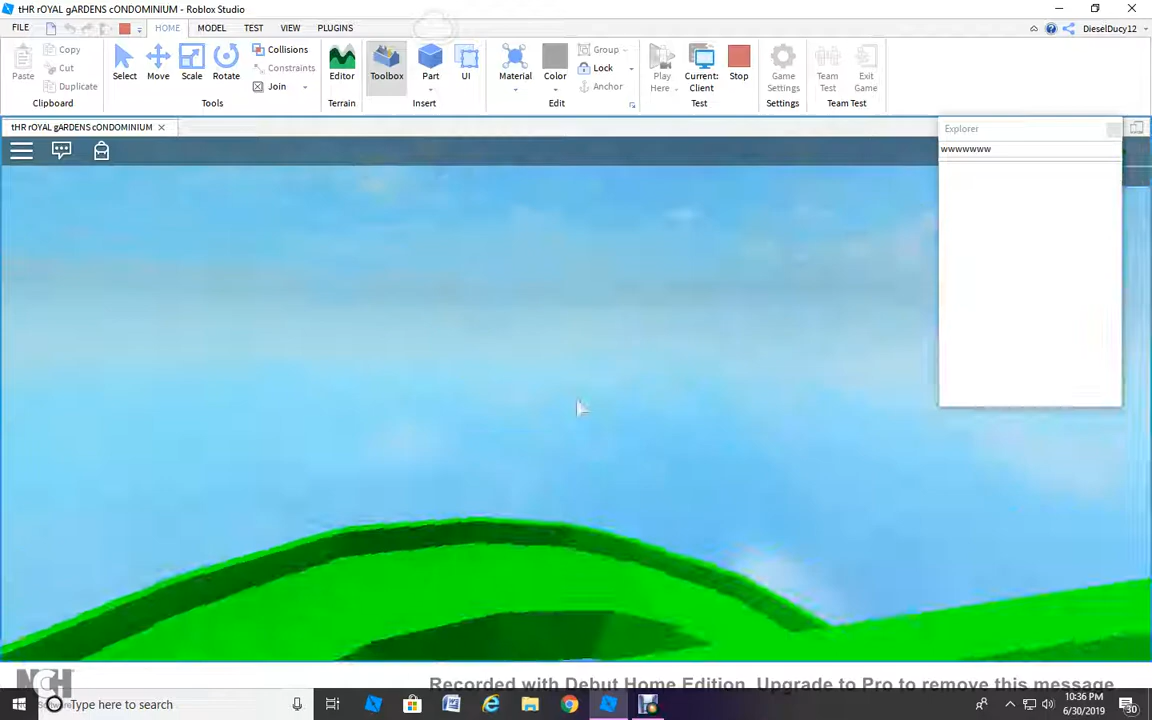 tHR rOYAL gARDENS cONDOMINIUM - Roblox Studio
FILE HOME MODEL TEST VIEW PLUGINS DieselDucy12
Paste Copy Cut Duplicate
Clipboard
Select Move Scale Rotate Collisions Constraints Join
Tools
Editor
Terrain
Toolbox Part UI
Insert
Material Color Group Lock Anchor
Edit
Play Here Current: Client Stop
Test
Game Settings
Settings
Team Test Exit Game
Team Test
tHR rOYAL gARDENS cONDOMINIUM
Explorer
wwwwwwww
NCH
Recorded with Debut Home Edition. Upgrade to Pro to remove this message
Type here to search
10:36 PM
6/30/2019
30